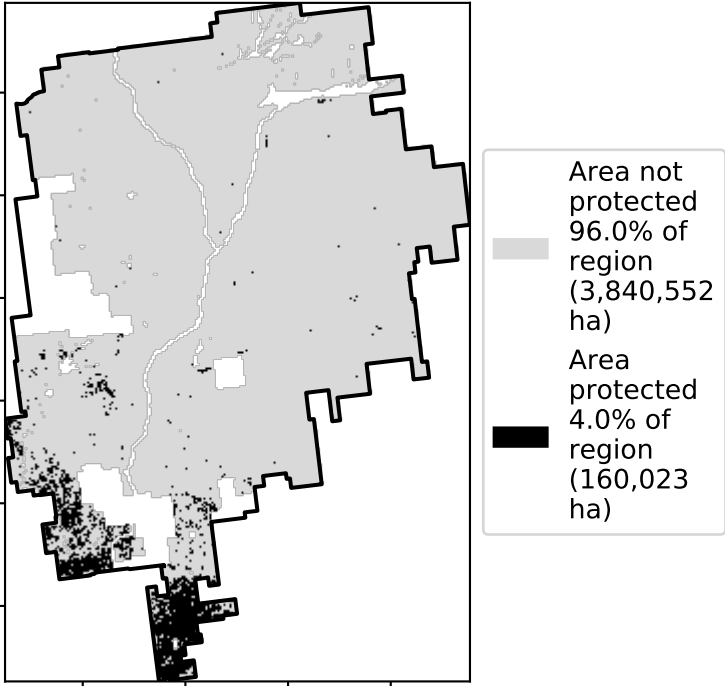 Area not
protected
96.0% of
region
(3,840,552
ha)
Area
protected
4.0% of
region
(160,023
ha)